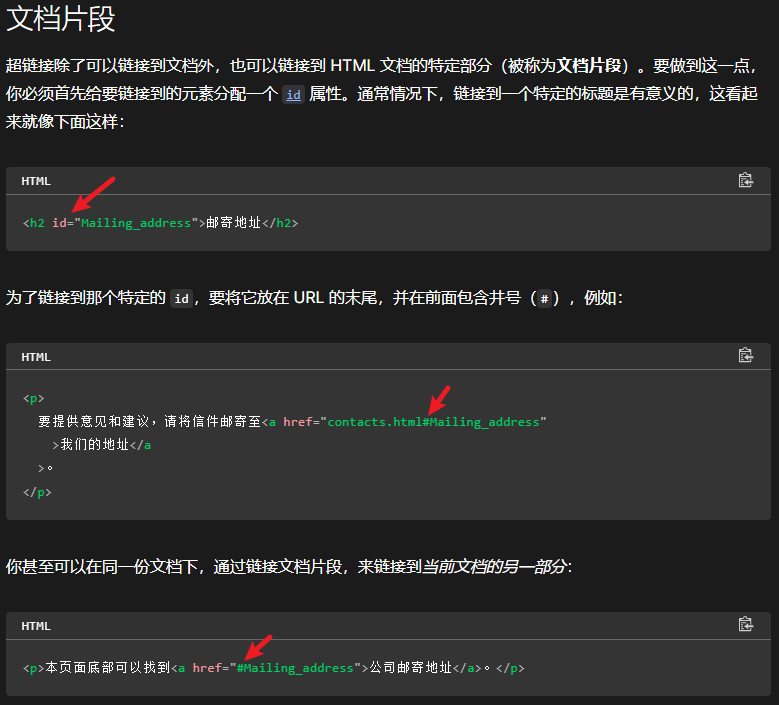 文档片段
超链接除了可以链接到文档外，也可以链接到 HTML 文档的特定部分（被称为文档片段）。要做到这一点，
你必须首先给要链接到的元素分配一个 id 属性。通常情况下，链接到一个特定的标题是有意义的，这看起
来就像下面这样：
HTML
<h2 id="Mailing_address">邮寄地址</h2>
为了链接到那个特定的 id，要将它放在 URL 的末尾，并在前面包含井号（#），例如：
HTML
<p>
  要提供意见和建议，请将信件邮寄至<a href="contacts.html#Mailing_address"
    >我们的地址</a
  >。
</p>
你甚至可以在同一份文档下，通过链接文档片段，来链接到当前文档的另一部分：
HTML
<p>本页面底部可以找到<a href="#Mailing_address">公司邮寄地址</a>。</p>